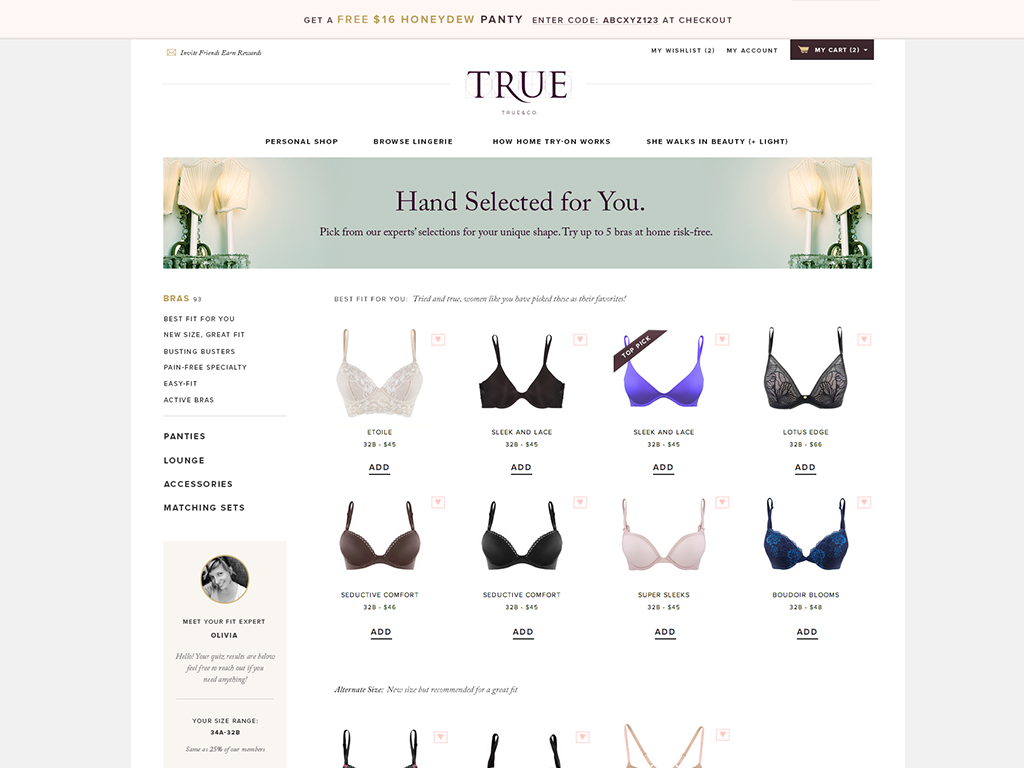 GET A FREE $16 HONEYDEW PANTY ENTER CODE: ABCXYZ123 AT CHECKOUT
Invite Friends Earn Rewards
MY WISHLIST (2) MY ACCOUNT MY CART (2)
TRUE
TRUE&CO.
PERSONAL SHOP BROWSE LINGERIE HOW HOME TRY-ON WORKS SHE WALKS IN BEAUTY (+ LIGHT)
Hand Selected for You.
Pick from our experts' selections for your unique shape. Try up to 5 bras at home risk-free.
BRAS 93
BEST FIT FOR YOU
NEW SIZE, GREAT FIT
BUSTING BUSTERS
PAIN-FREE SPECIALTY
EASY-FIT
ACTIVE BRAS
PANTIES
LOUNGE
ACCESSORIES
MATCHING SETS
MEET YOUR FIT EXPERT
OLIVIA
Hello! Your quiz results are below
feel free to reach out if you
need anything!
YOUR SIZE RANGE:
34A-32B
Same as 25% of our members
BEST FIT FOR YOU: Tried and true, women like you have picked these as their favorites!
TOP PICK
ETOILE SLEEK AND LACE SLEEK AND LACE LOTUS EDGE
32B - $45 32B - $45 32B - $45 32B - $66
ADD ADD ADD ADD
SEDUCTIVE COMFORT SEDUCTIVE COMFORT SUPER SLEEKS BOUDOIR BLOOMS
32B - $46 32B - $45 32B - $45 32B - $48
ADD ADD ADD ADD
Alternate Size: New size but recommended for a great fit